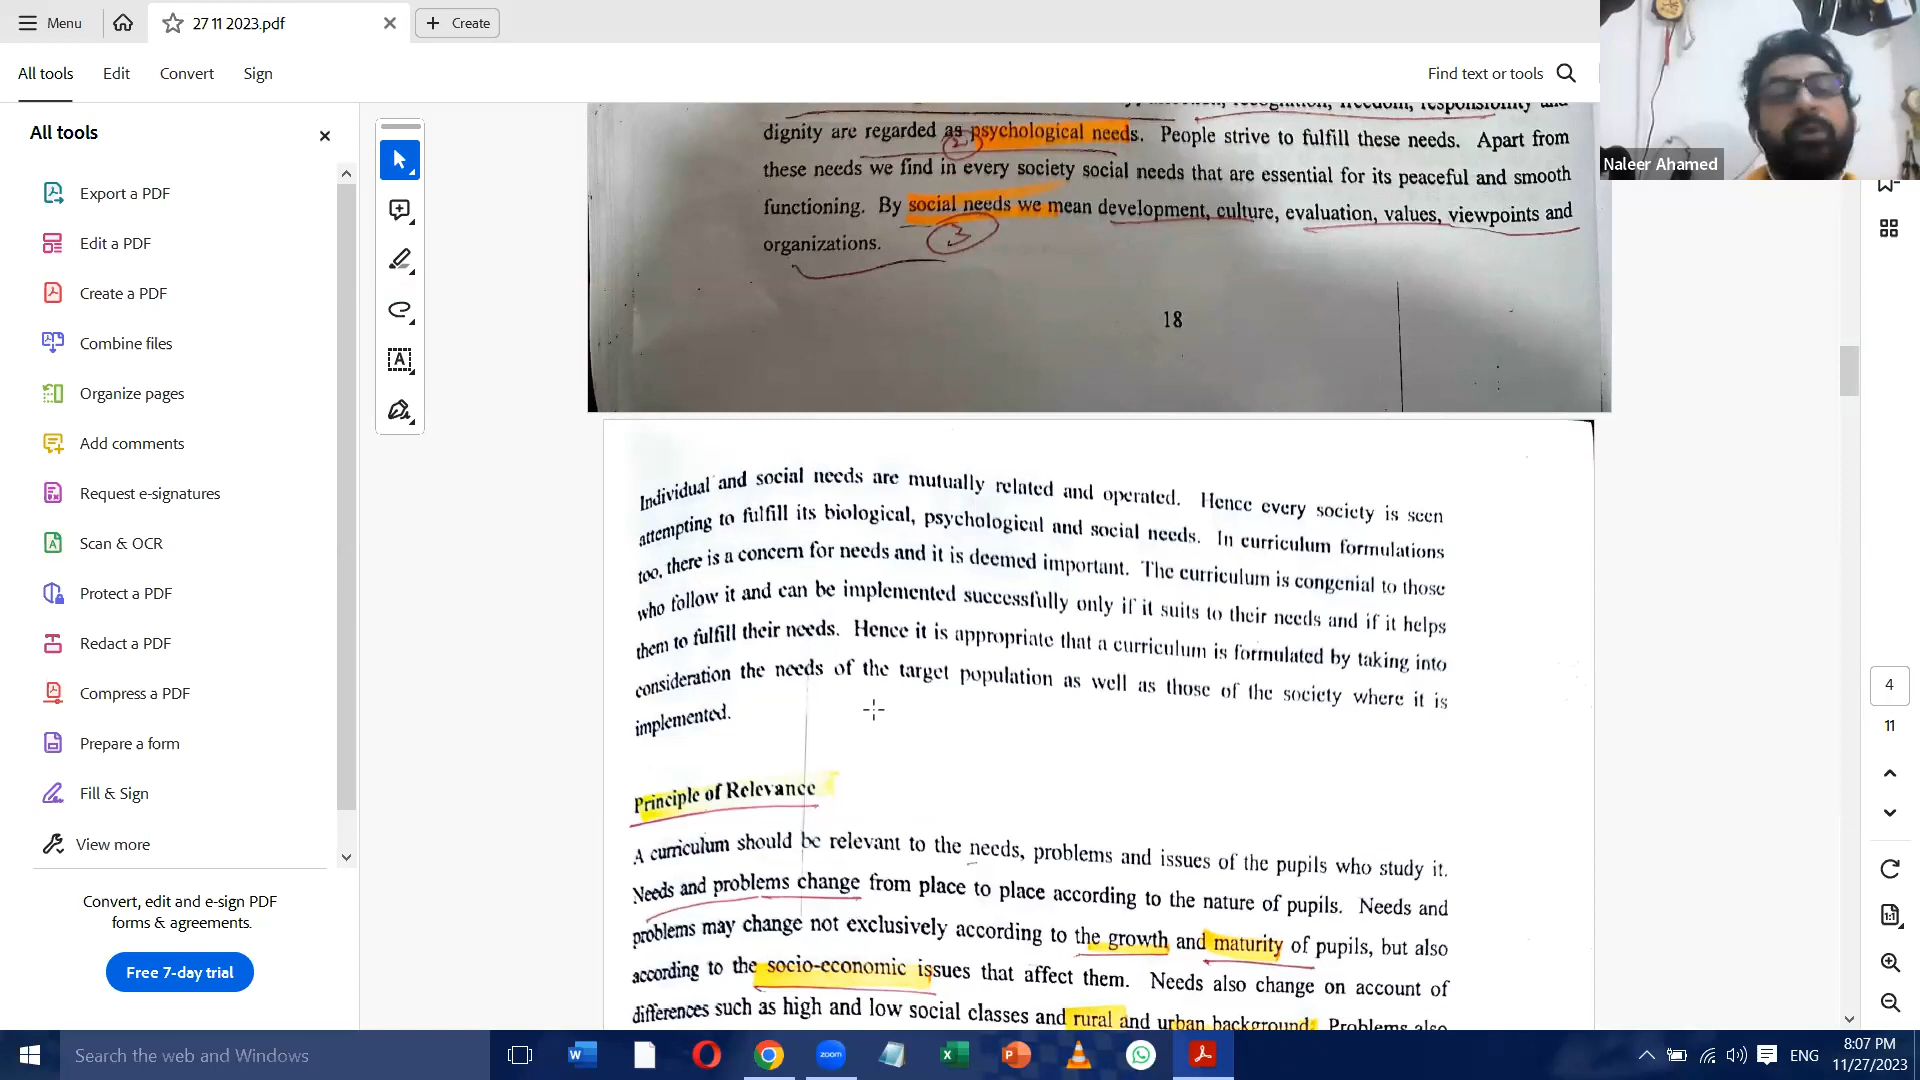 Menu
27 11 2023.pdf
Create
All tools
Edit
Convert
Sign
Find text or tools
Naleer Ahamed
All tools
Export a PDF
Edit a PDF
Create a PDF
Combine files
Organize pages
Add comments
Request e-signatures
Scan & OCR
Protect a PDF
Redact a PDF
Compress a PDF
Prepare a form
Fill & Sign
View more
Convert, edit and e-sign PDF
forms & agreements.
Free 7-day trial
recognition, freedom, responsibility and
dignity are regarded as psychological needs. People strive to fulfill these needs. Apart from
2
these needs we find in every society social needs that are essential for its peaceful and smooth
functioning. By social needs we mean development, culture, evaluation, values, viewpoints and
3
organizations.
18
Individual and social needs are mutually related and operated. Hence every society is seen
attempting to fulfill its biological, psychological and social needs. In curriculum formulations
too, there is a concern for needs and it is deemed important. The curriculum is congenial to those
who follow it and can be implemented successfully only if it suits to their needs and if it helps
them to fulfill their needs. Hence it is appropriate that a curriculum is formulated by taking into
consideration the needs of the target population as well as those of the society where it is
implemented.
Principle of Relevance
A curriculum should be relevant to the needs, problems and issues of the pupils who study it.
Needs and problems change from place to place according to the nature of pupils. Needs and
problems may change not exclusively according to the growth and maturity of pupils, but also
according to the socio-economic issues that affect them. Needs also change on account of
differences such as high and low social classes and rural and urban background. Problems also
4
11
Search the web and Windows
zoom
ENG
8:07 PM
11/27/2023